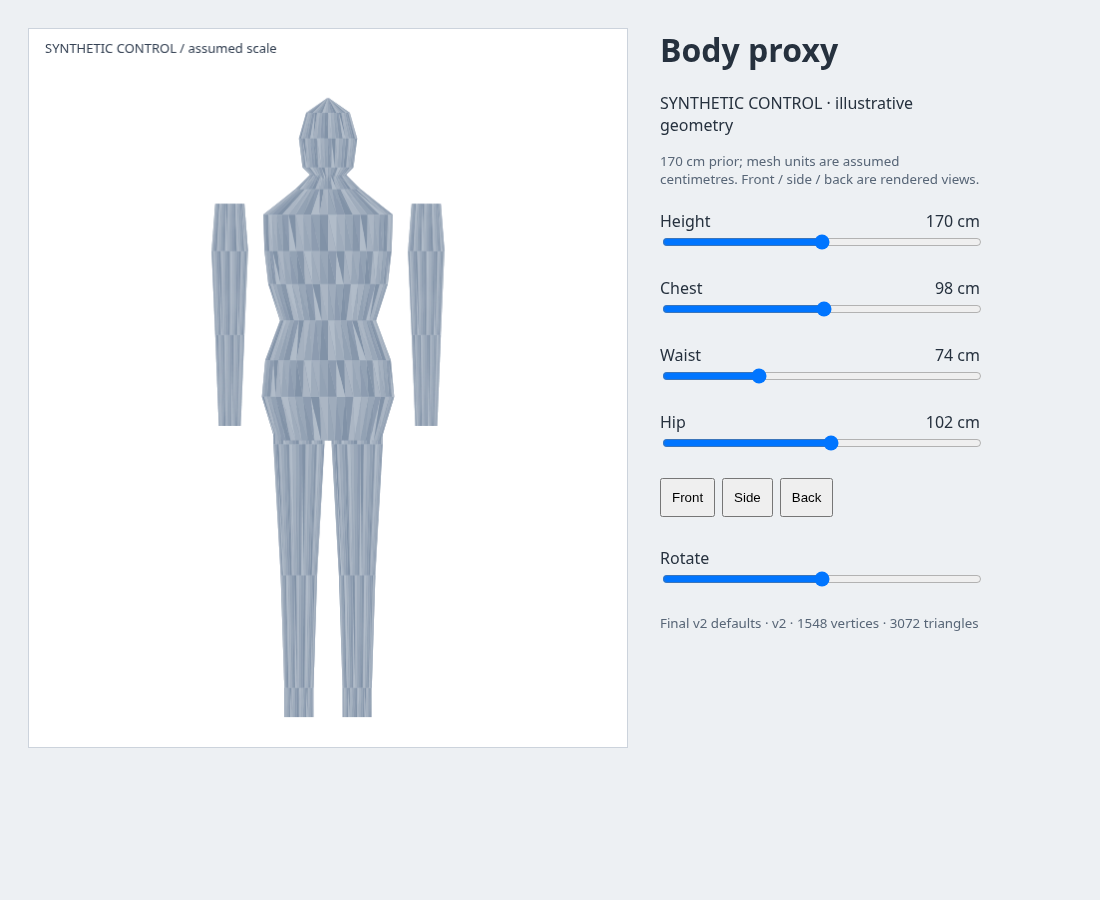 SYNTHETIC CONTROL / assumed scale
Body proxy
SYNTHETIC CONTROL · illustrative
geometry
170 cm prior; mesh units are assumed
centimetres. Front / side / back are rendered views.
Height 170 cm
Chest 98 cm
Waist 74 cm
Hip 102 cm
Front Side Back
Rotate
Final v2 defaults · v2 · 1548 vertices · 3072 triangles